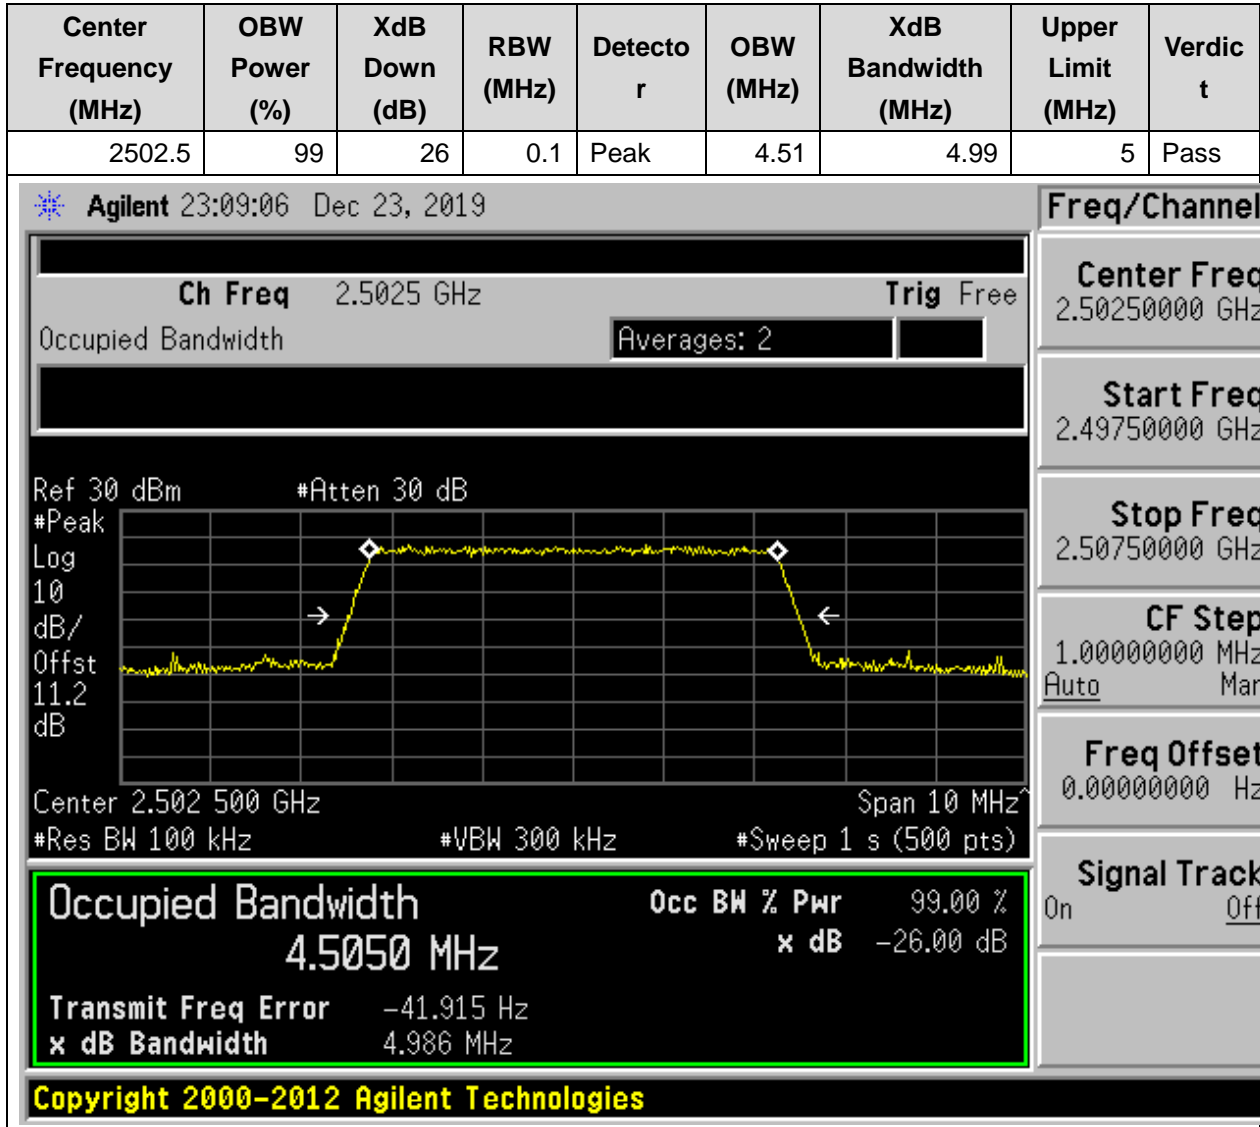 Center Frequency (MHz) OBW Power (%) XdB Down (dB) RBW (MHz) Detecto r OBW (MHz) XdB Bandwidth (MHz) Upper Limit (MHz) Verdic t
2502.5 99 26 0.1 Peak 4.51 4.99 5 Pass
Agilent 23:09:06 Dec 23, 2019 Freq/Channel
Ch Freq 2.5025 GHz Trig Free
Occupied Bandwidth Averages: 2
Center Freq
2.50250000 GHz
Start Freq
2.49750000 GHz
Stop Freq
2.50750000 GHz
CF Step
1.00000000 MHz
Auto Man
Freq Offset
0.00000000 Hz
Signal Track
On Off
Ref 30 dBm #Atten 30 dB
#Peak
Log
10
dB/
Offst
11.2
dB
Center 2.502 500 GHz Span 10 MHz^
#Res BW 100 kHz #VBW 300 kHz #Sweep 1 s (500 pts)
Occupied Bandwidth Occ BW % Pwr 99.00 %
4.5050 MHz x dB -26.00 dB
Transmit Freq Error -41.915 Hz
x dB Bandwidth 4.986 MHz
Copyright 2000-2012 Agilent Technologies